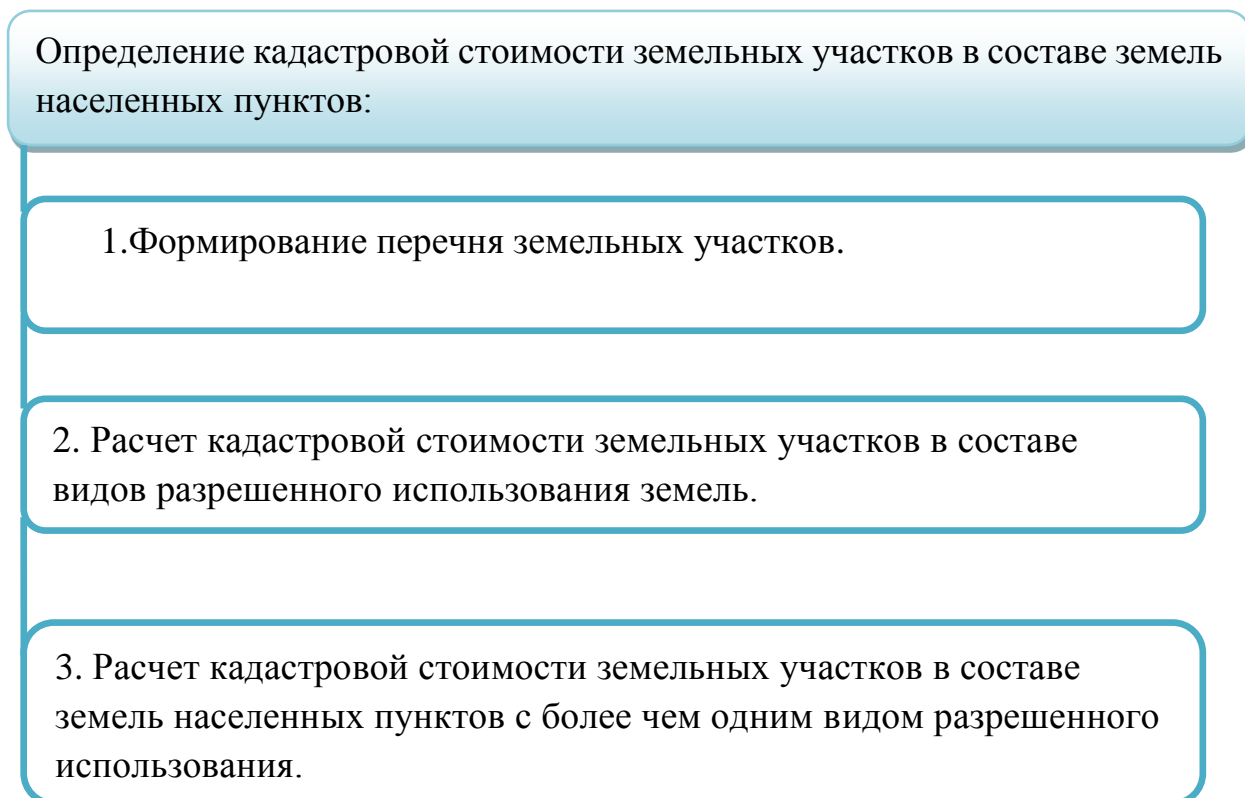 Определение кадастровой стоимости земельных участков в составе земель
населенных пунктов:
1.Формирование перечня земельных участков.
2. Расчет кадастровой стоимости земельных участков в составе
видов разрешенного использования земель.
3. Расчет кадастровой стоимости земельных участков в составе
земель населенных пунктов с более чем одним видом разрешенного
использования.